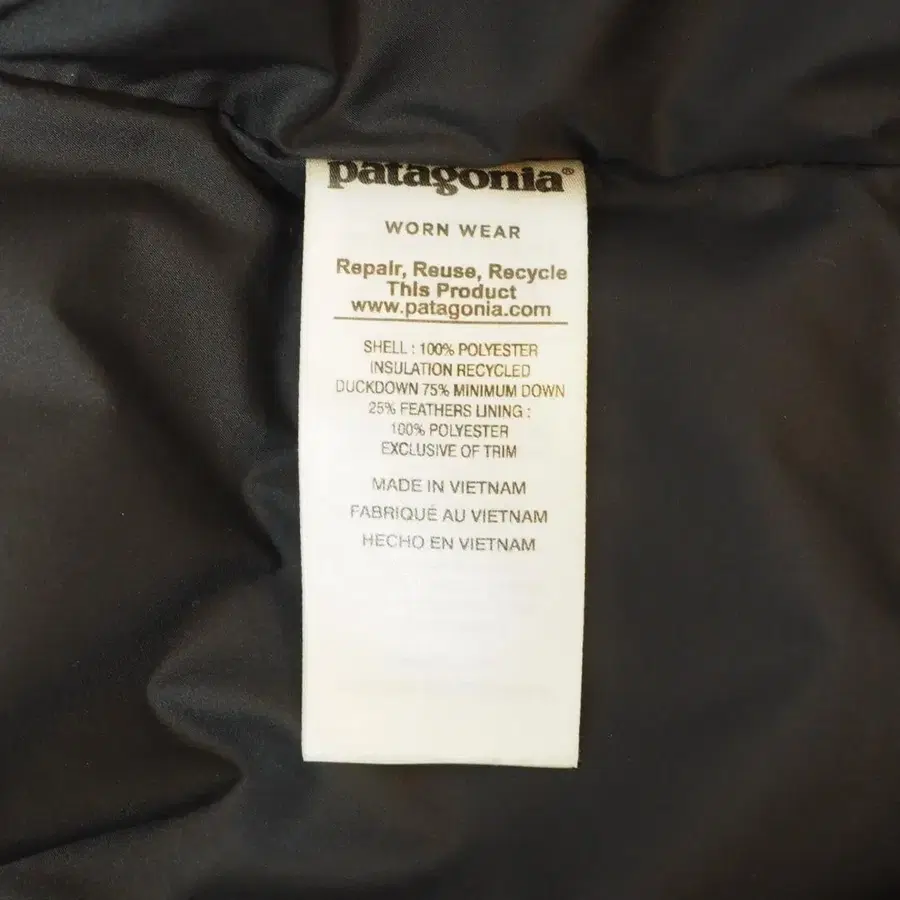 patagonia®
WORN WEAR
Repair, Reuse, Recycle
This Product
www.patagonia.com
SHELL : 100% POLYESTER
INSULATION RECYCLED
DUCKDOWN 75% MINIMUM DOWN
25% FEATHERS LINING :
100% POLYESTER
EXCLUSIVE OF TRIM
MADE IN VIETNAM
FABRIQUÉ AU VIETNAM
HECHO EN VIETNAM